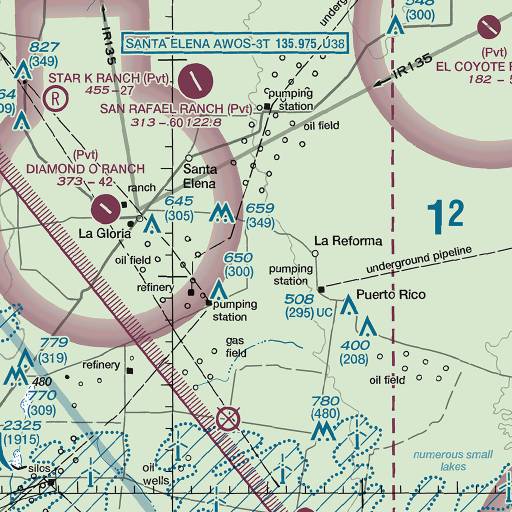 548
(300)
IR135
827
(349)
SANTA ELENA AWOS-3T 135.975 U38
(Pvt)
EL COYOTE
182 - 5
STAR K RANCH (Pvt)
455-27
R
IR135
SAN RAFAEL RANCH (Pvt)
313 - 60 122.8
pumping
station
oil field
64
(Pvt)
DIAMOND O RANCH
373 - 42
ranch
Santa
Elena
645
(305)
659
(349)
12
La Gloria
La Reforma
underground pipeline
oil field
650
(300)
pumping
station
refinery
508
(295) UC
Puerto Rico
pumping
station
400
(208)
gas
field
779
(319)
480
refinery
oil field
770
(309)
780
(480)
2325
(1915)
silos
oil
wells
numerous small
lakes